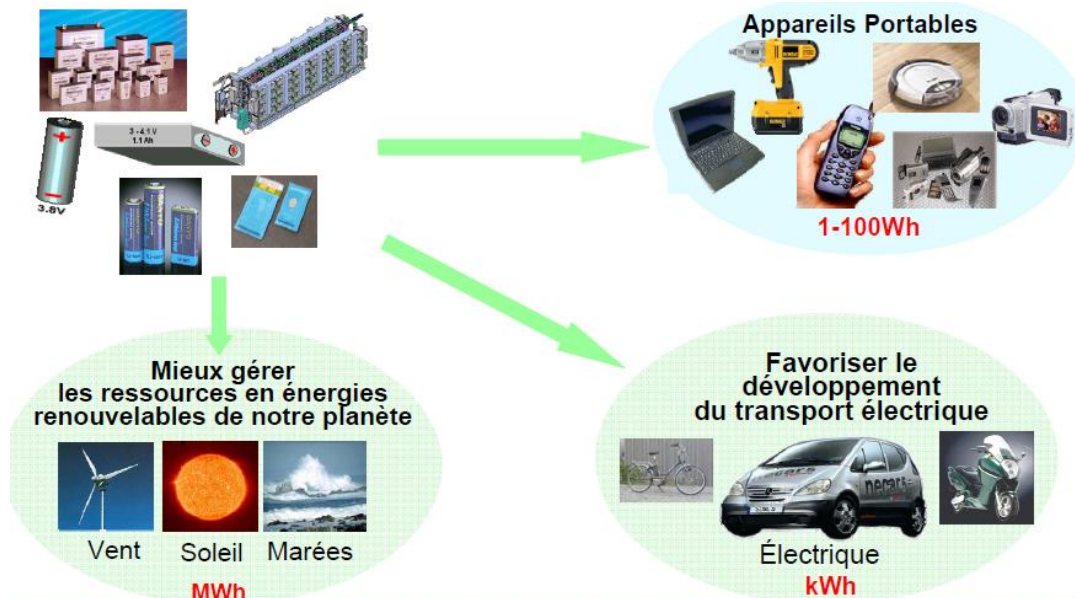 3 - 4,1 V
1.1 Ah
3.8V
Appareils Portables
1-100Wh
Mieux gérer
les ressources en énergies
renouvelables de notre planète
Vent
Soleil
Marées
MWh
Favoriser le
développement
du transport électrique
necars
Électrique
kWh